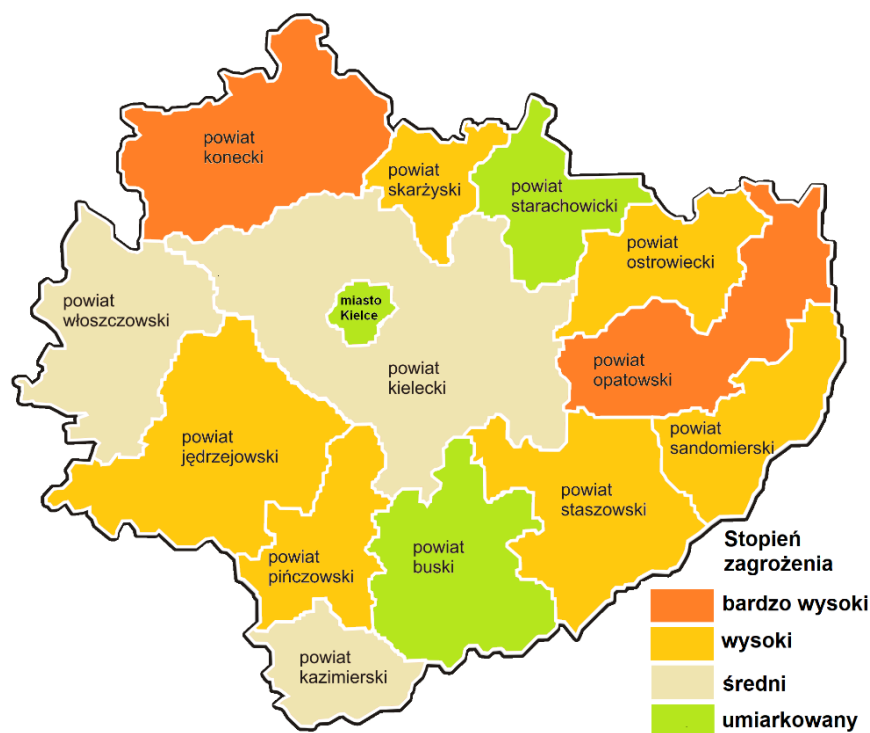 powiat
konecki
powiat
skarżyski
powiat
starachowicki
powiat
ostrowiecki
powiat
włoszczowski
miasto
Kielce
powiat
kielecki
powiat
opatowski
powiat
jędrzejowski
powiat
sandomierski
powiat
staszowski
powiat
pińczowski
powiat
buski
powiat
kazimierski
Stopień
zagrożenia
bardzo wysoki
wysoki
średni
umiarkowany